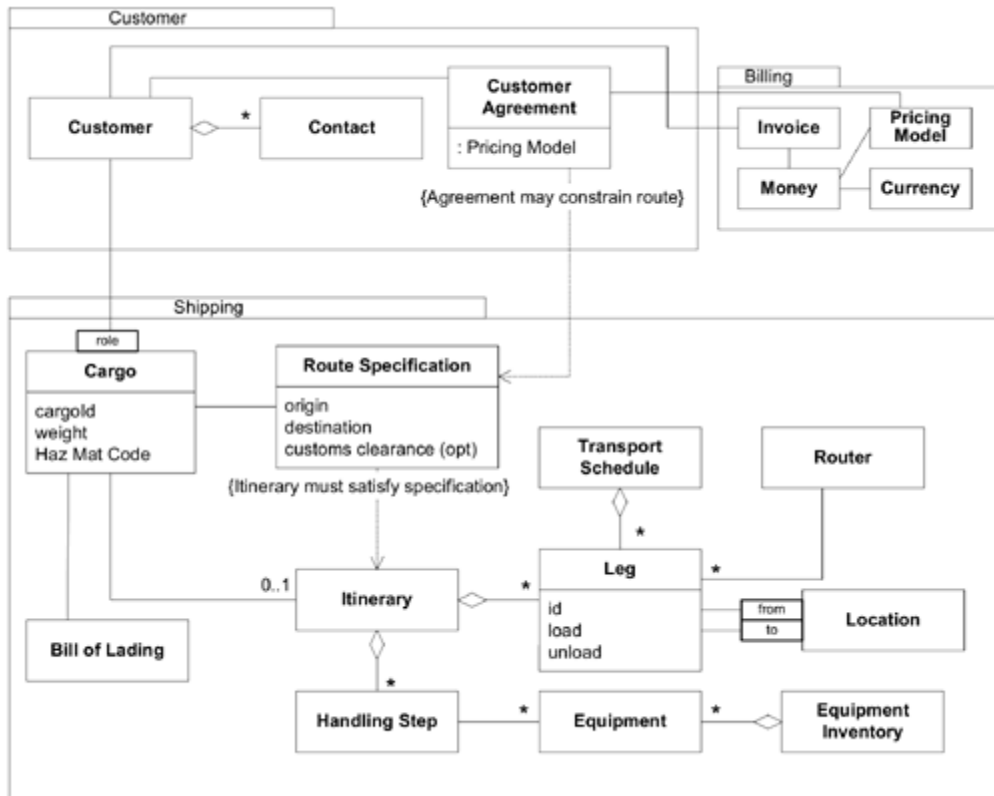 Customer
Billing
Customer
*
Contact
Customer
Agreement
: Pricing Model
Invoice
Pricing
Model
Money
Currency
{Agreement may constrain route}
Shipping
role
Cargo
cargoId
weight
Haz Mat Code
Route Specification
origin
destination
customs clearance (opt)
{Itinerary must satisfy specification}
Transport
Schedule
*
Router
*
0..1
Itinerary
*
Leg
id
load
unload
from
to
Location
Bill of Lading
*
Handling Step
*
Equipment
*
Equipment
Inventory